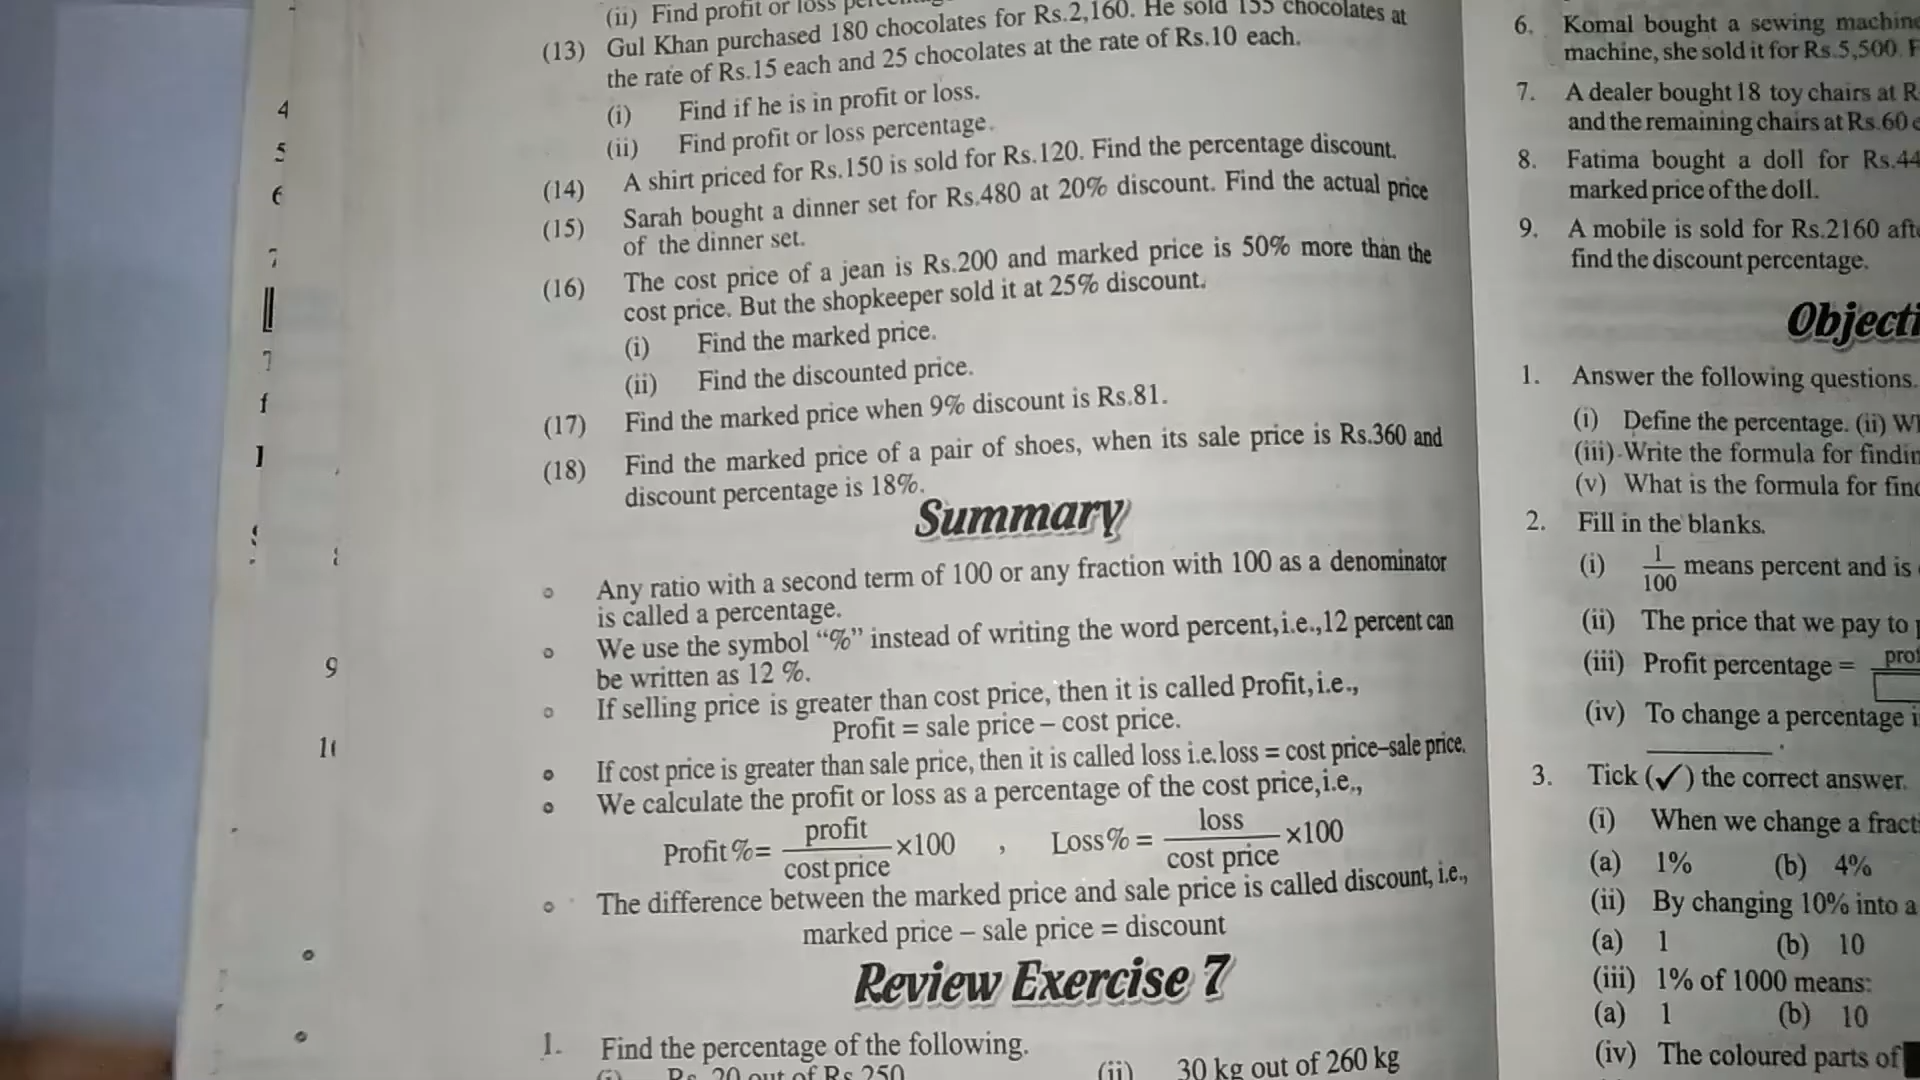 (ii) Find profit or loss
(13) Gul Khan purchased 180 chocolates for Rs.2,160. He sold 155 chocolates at
the rate of Rs.15 each and 25 chocolates at the rate of Rs.10 each.
(i) Find if he is in profit or loss.
(ii) Find profit or loss percentage.
(14) A shirt priced for Rs.150 is sold for Rs.120. Find the percentage discount.
(15) Sarah bought a dinner set for Rs.480 at 20% discount. Find the actual price
of the dinner set.
(16) The cost price of a jean is Rs.200 and marked price is 50% more than the
cost price. But the shopkeeper sold it at 25% discount.
(i) Find the marked price.
(ii) Find the discounted price.
(17) Find the marked price when 9% discount is Rs.81.
(18) Find the marked price of a pair of shoes, when its sale price is Rs.360 and
discount percentage is 18%.
Summary
Any ratio with a second term of 100 or any fraction with 100 as a denominator
is called a percentage.
We use the symbol “%” instead of writing the word percent,i.e.,12 percent can
be written as 12 %.
If selling price is greater than cost price, then it is called Profit,i.e.,
Profit = sale price – cost price.
If cost price is greater than sale price, then it is called loss i.e.loss = cost price–sale price.
We calculate the profit or loss as a percentage of the cost price,i.e.,
Profit %= profit / cost price ×100 , Loss% = loss / cost price ×100
The difference between the marked price and sale price is called discount, i.e.,
marked price – sale price = discount
Review Exercise 7
1. Find the percentage of the following.
(i) Rs. 20 out of Rs 250 (ii) 30 kg out of 260 kg
6. Komal bought a sewing machine
machine, she sold it for Rs.5,500.
7. A dealer bought 18 toy chairs at
and the remaining chairs at Rs.60
8. Fatima bought a doll for Rs.44
marked price of the doll.
9. A mobile is sold for Rs.2160
find the discount percentage.
1. Answer the following questions.
(i) Define the percentage. (ii)
(iii) Write the formula for
(v) What is the formula for
2. Fill in the blanks.
(i) 1/100 means percent and is
(ii) The price that we pay to
(iii) Profit percentage =
(iv) To change a percentage
3. Tick (✓) the correct answer.
(i) When we change a
(a) 1% (b) 4%
(ii) By changing 10% into a
(a) 1 (b) 10
(iii) 1% of 1000 means:
(a) 1 (b) 10
(iv) The coloured parts of
4
5
6
7
9